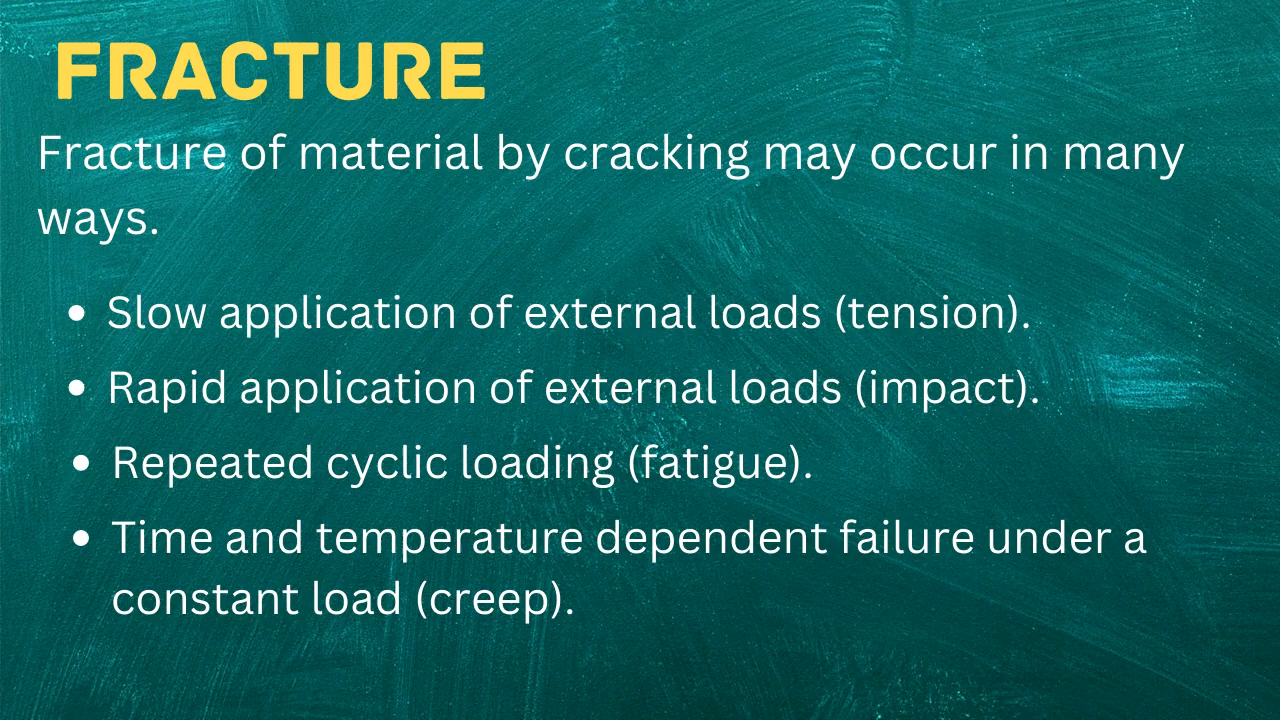 FRACTURE
Fracture of material by cracking may occur in many
ways.
• Slow application of external loads (tension).
• Rapid application of external loads (impact).
• Repeated cyclic loading (fatigue).
• Time and temperature dependent failure under a
constant load (creep).